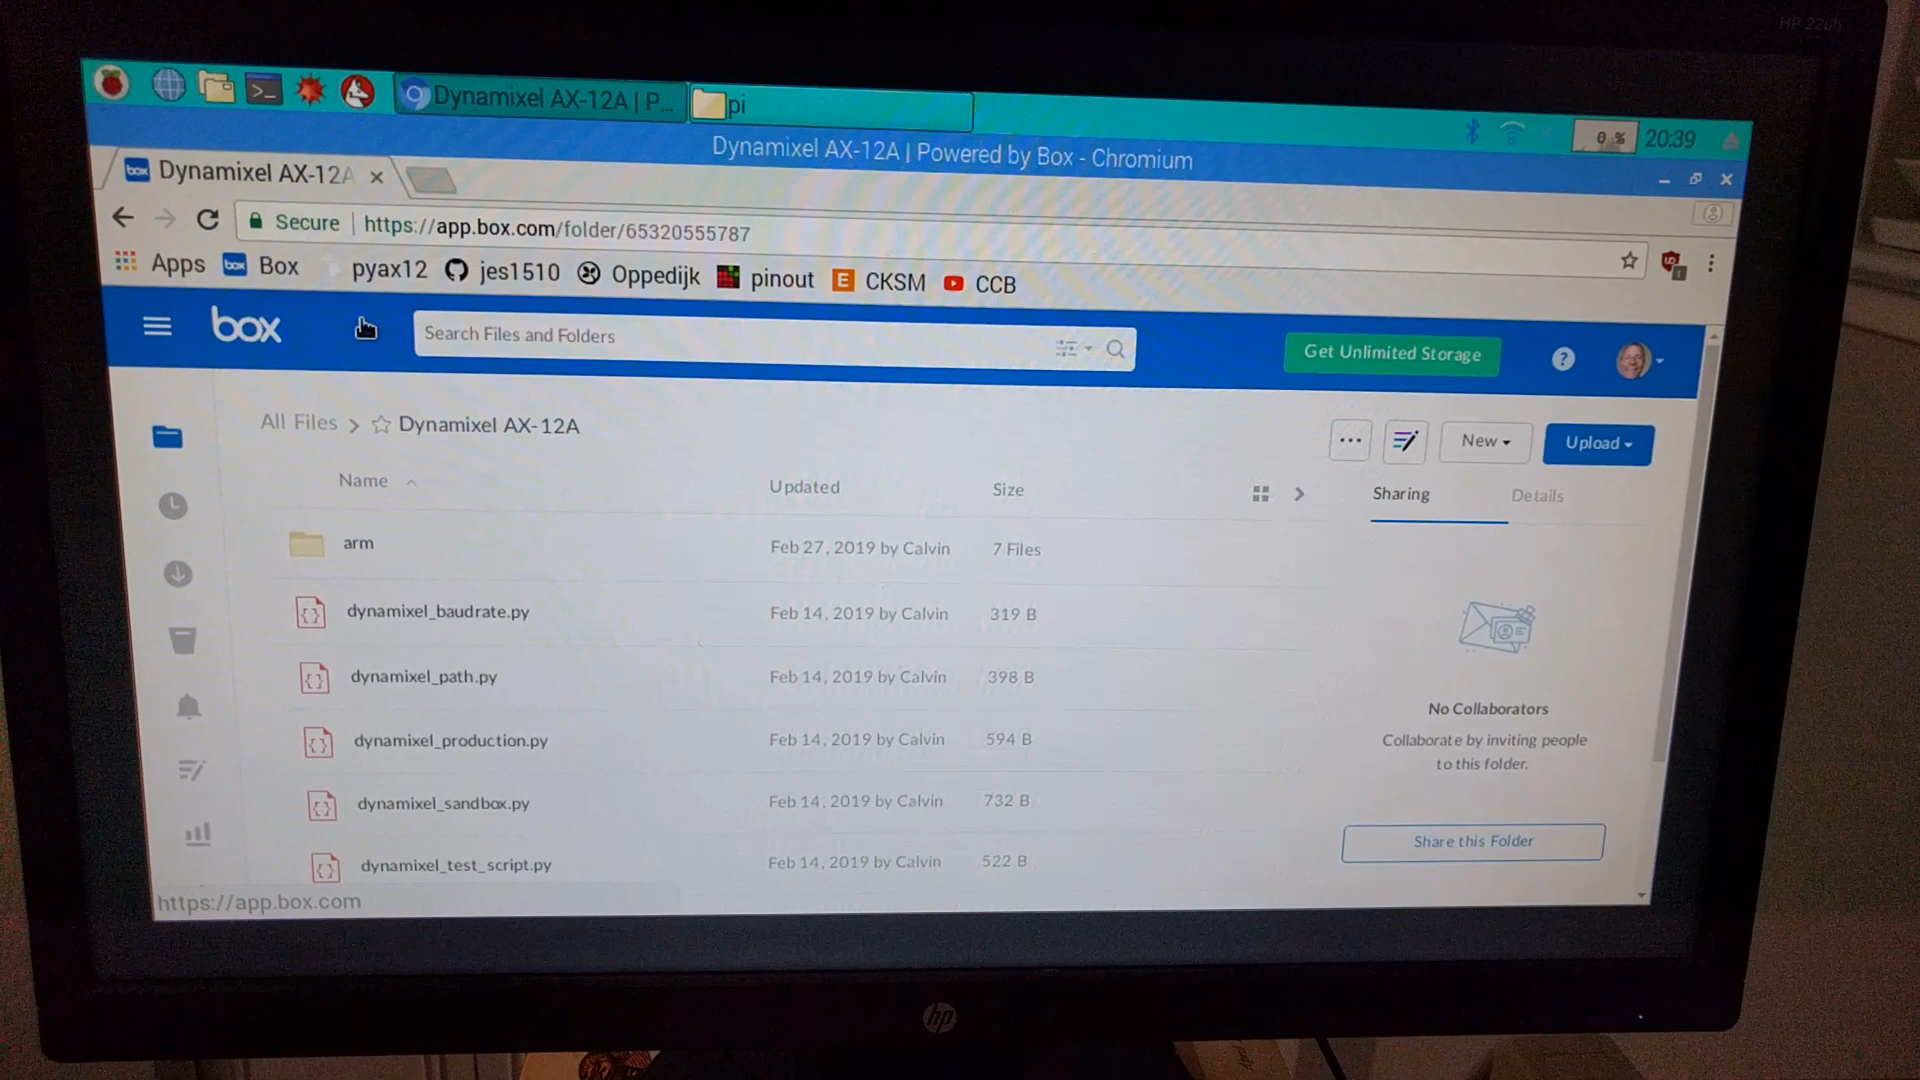 HP 22uh
Dynamixel AX-12A | P...
pi
0 %
20:39
Dynamixel AX-12A | Powered by Box - Chromium
box Dynamixel AX-12A
Secure | https://app.box.com/folder/65320555787
Apps box Box pyax12 jes1510 Oppedijk pinout E CKSM CCB
box
Search Files and Folders
Get Unlimited Storage
?
All Files > Dynamixel AX-12A
... New Upload
Name Updated Size
Sharing Details
arm Feb 27, 2019 by Calvin 7 Files
dynamixel_baudrate.py Feb 14, 2019 by Calvin 319 B
dynamixel_path.py Feb 14, 2019 by Calvin 398 B
dynamixel_production.py Feb 14, 2019 by Calvin 594 B
dynamixel_sandbox.py Feb 14, 2019 by Calvin 732 B
dynamixel_test_script.py Feb 14, 2019 by Calvin 522 B
No Collaborators
Collaborate by inviting people
to this folder.
Share this Folder
https://app.box.com
hp